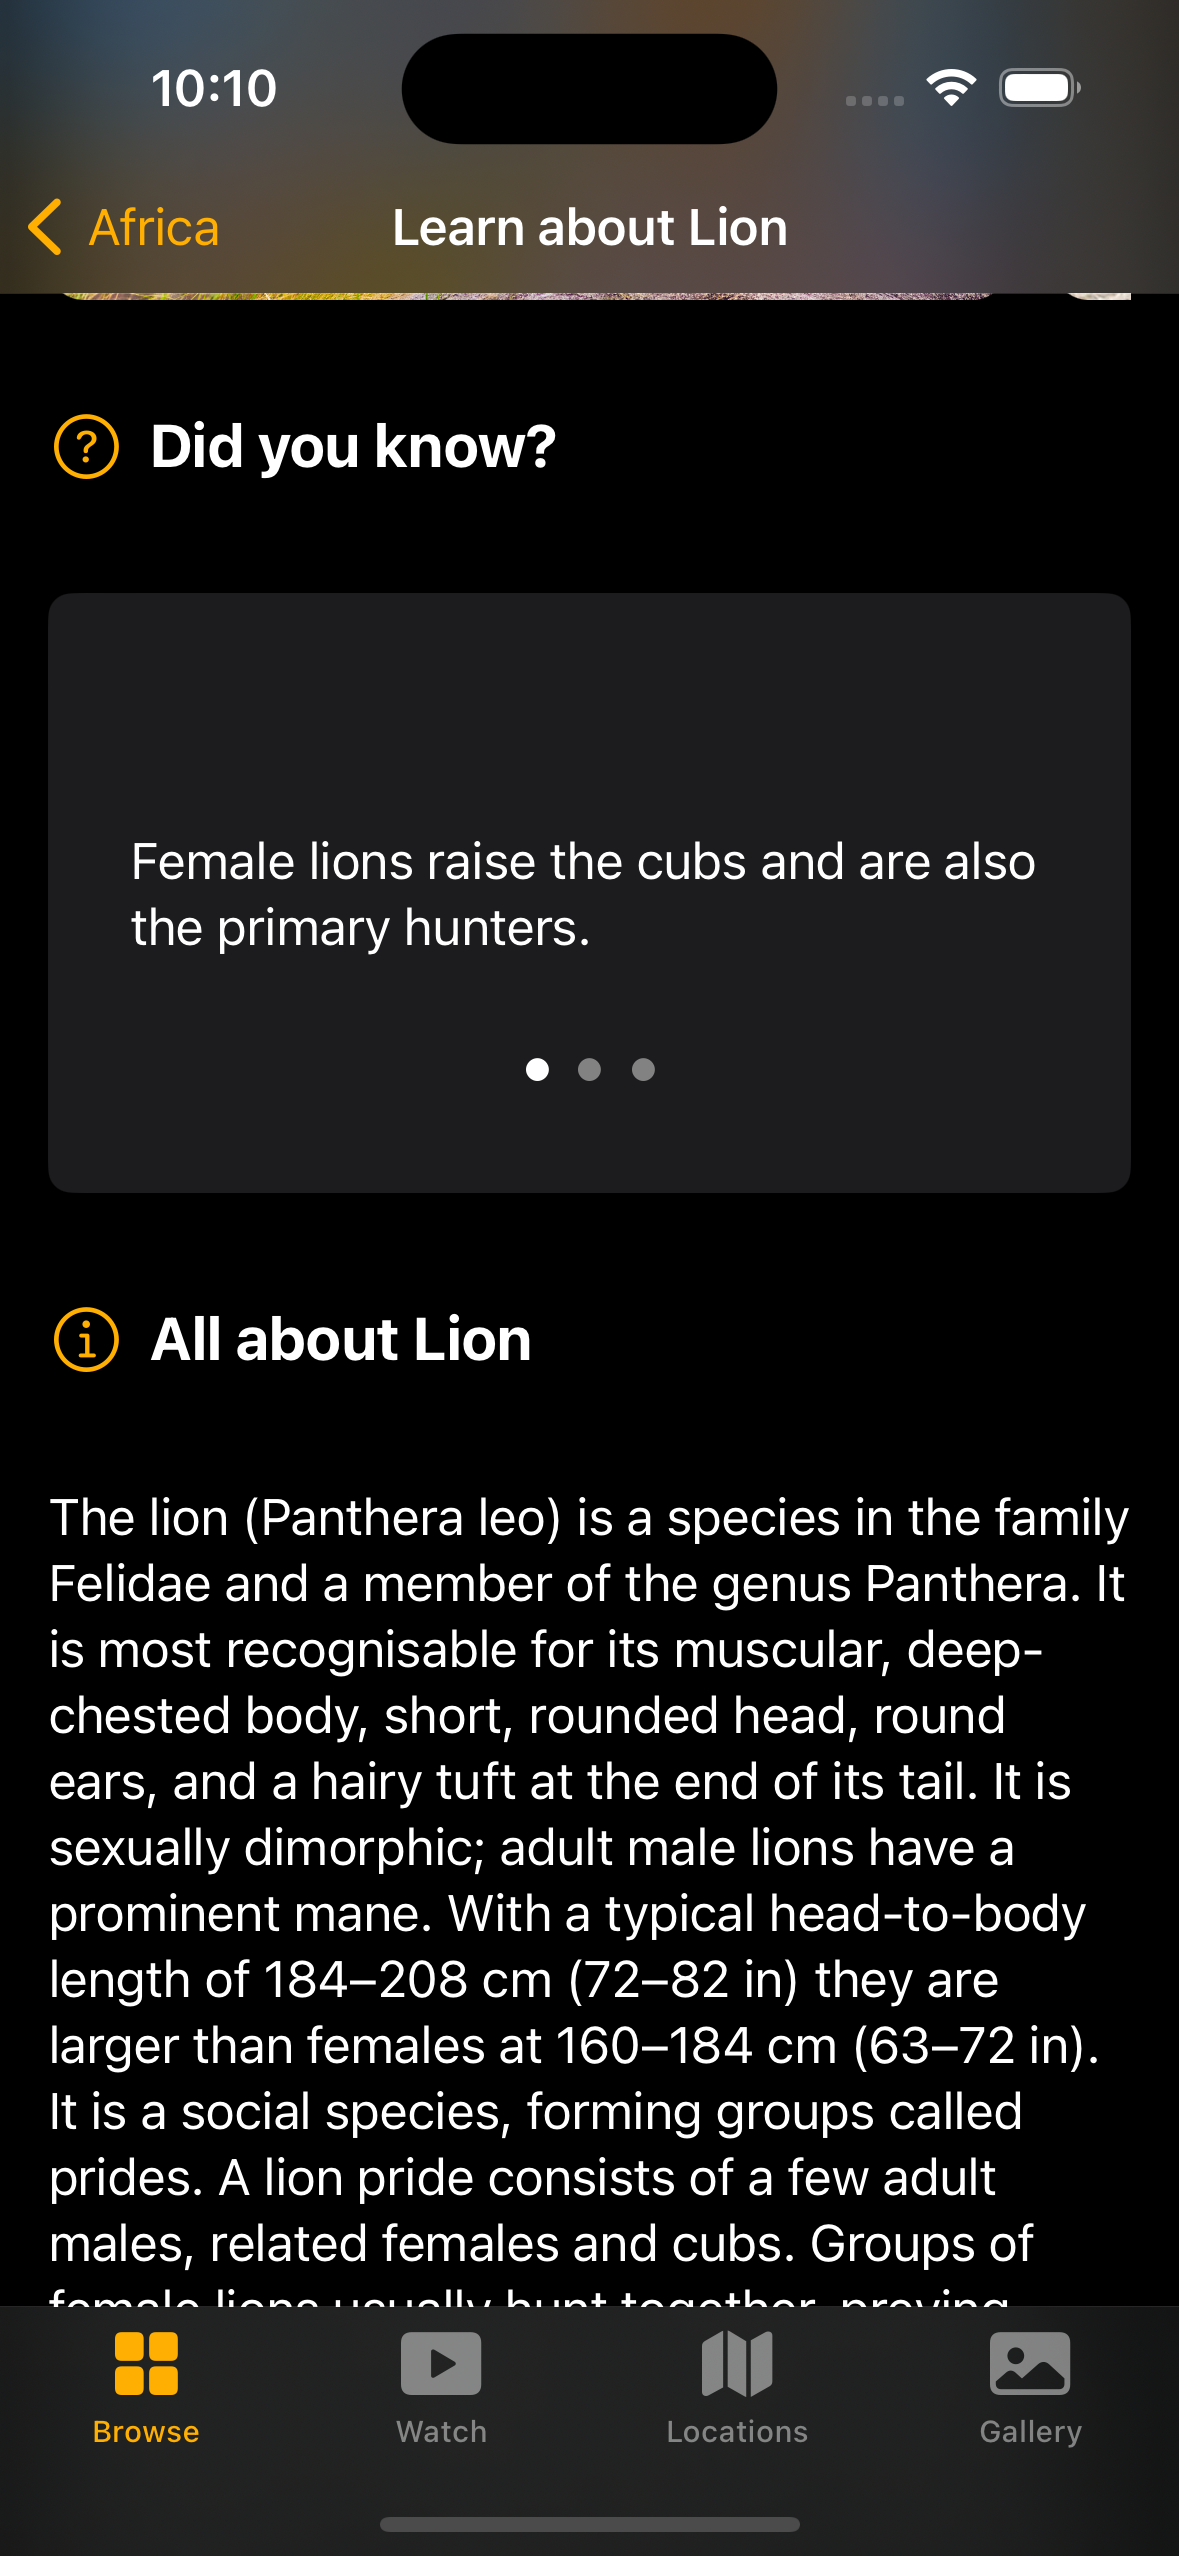 10:10
Africa
Learn about Lion
Did you know?
Female lions raise the cubs and are also
the primary hunters.
All about Lion
The lion (Panthera leo) is a species in the family
Felidae and a member of the genus Panthera. It
is most recognisable for its muscular, deep-
chested body, short, rounded head, round
ears, and a hairy tuft at the end of its tail. It is
sexually dimorphic; adult male lions have a
prominent mane. With a typical head-to-body
length of 184–208 cm (72–82 in) they are
larger than females at 160–184 cm (63–72 in).
It is a social species, forming groups called
prides. A lion pride consists of a few adult
males, related females and cubs. Groups of
female lions usually hunt together, preying
Browse
Watch
Locations
Gallery